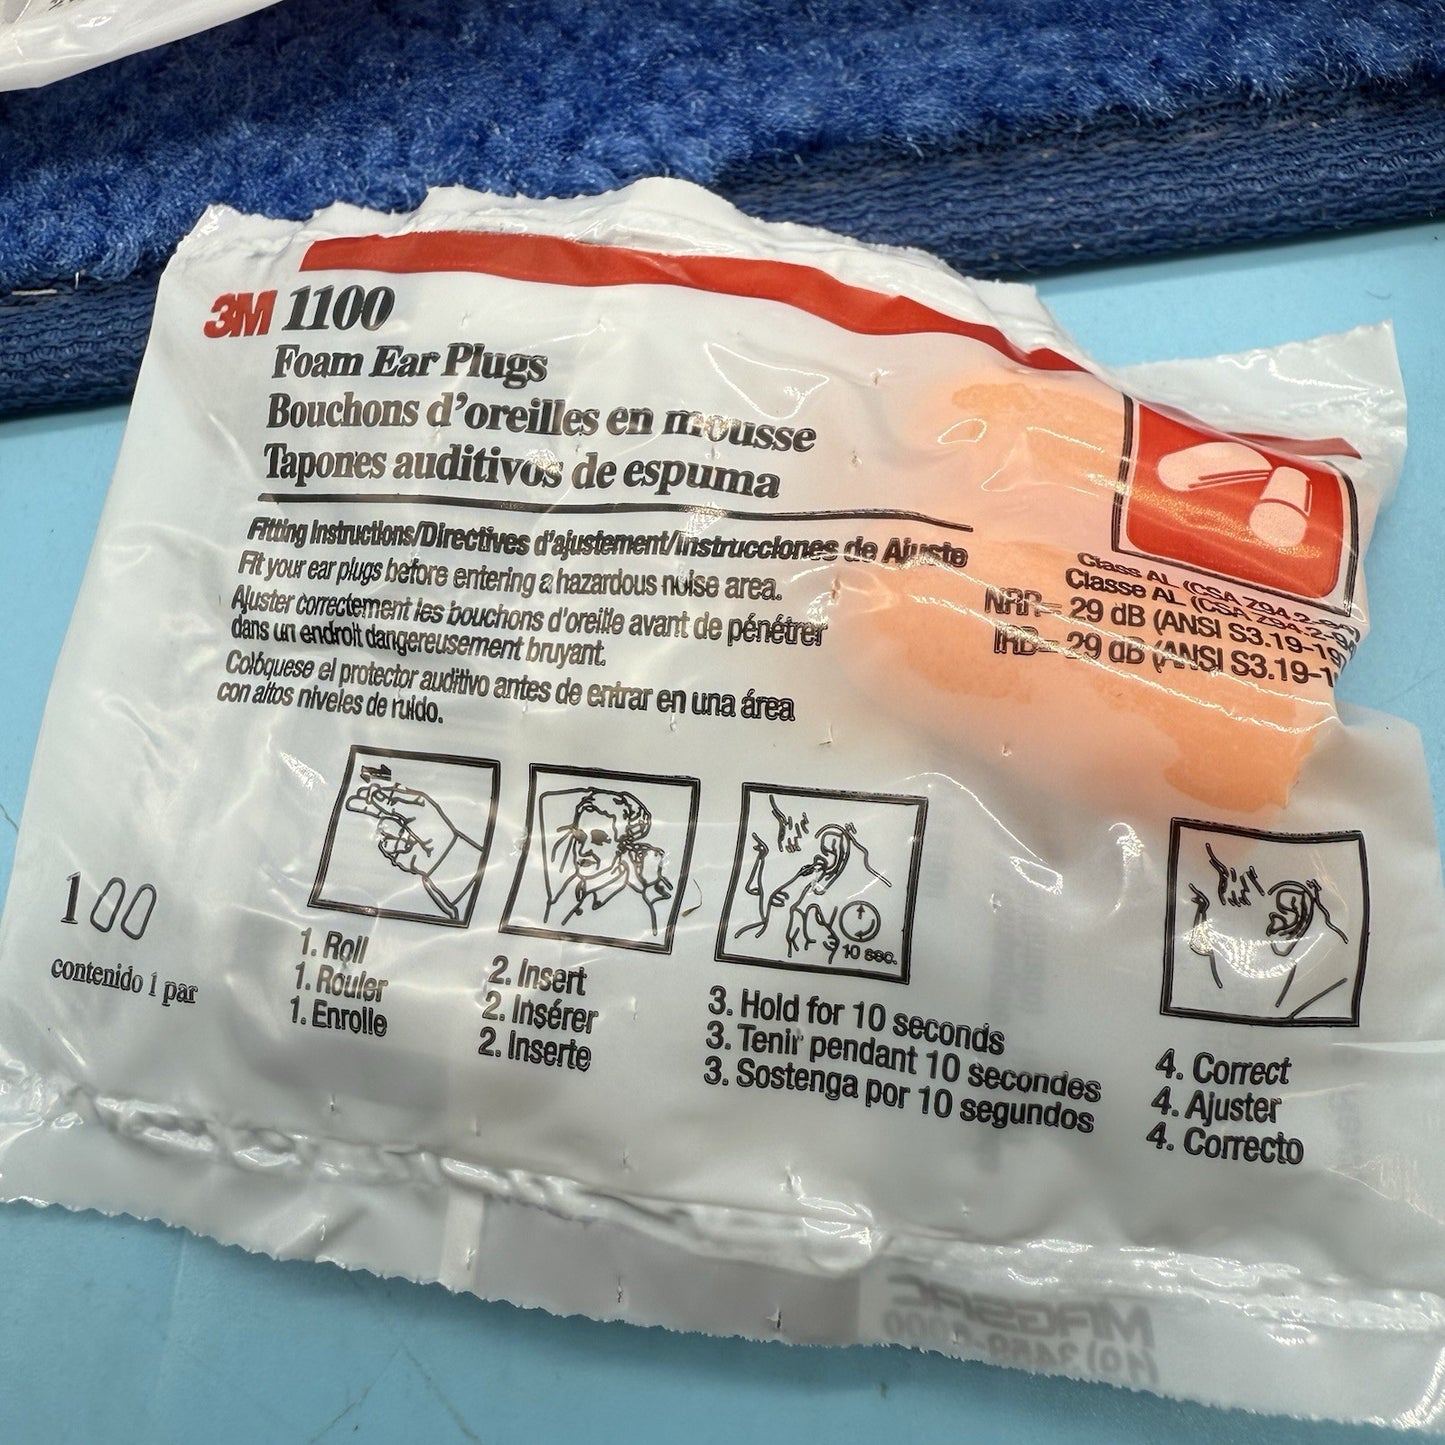 3M 1100
Foam Ear Plugs
Bouchons d'oreilles en mousse
Tapones auditivos de espuma
Fitting Instructions/Directives d'ajustement/Instrucciones de Ajuste
Fit your ear plugs before entering a hazardous noise area.
Ajuster correctement les bouchons d'oreille avant de pénétrer
dans un endroit dangereusement bruyant.
Colóquese el protector auditivo antes de entrar en una área
con altos niveles de ruido.
Class AL (CSA Z94.2-
Classe AL (CSA Z94.2-
NRR= 29 dB (ANSI S3.19-19
IRB= 29 dB (ANSI S3.19-1
1
contenido 1 par
1. Roll
1. Rouler
1. Enrolle
2. Insert
2. Insérer
2. Inserte
10 sec.
3. Hold for 10 seconds
3. Tenir pendant 10 secondes
3. Sostenga por 10 segundos
4. Correct
4. Ajuster
4. Correcto